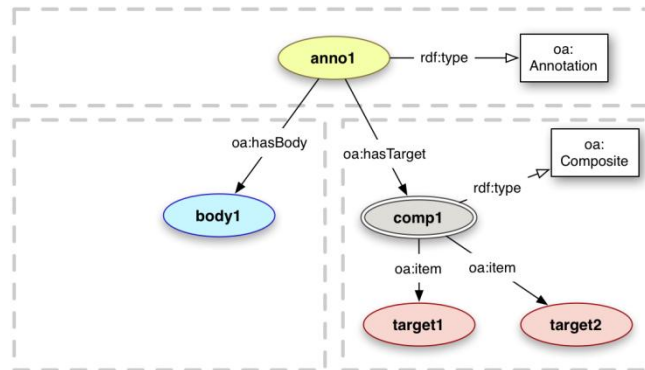 anno1
rdf:type
oa:
Annotation
oa:hasBody
oa:hasTarget
oa:
Composite
rdf:type
body1
comp1
oa:item
oa:item
target1
target2